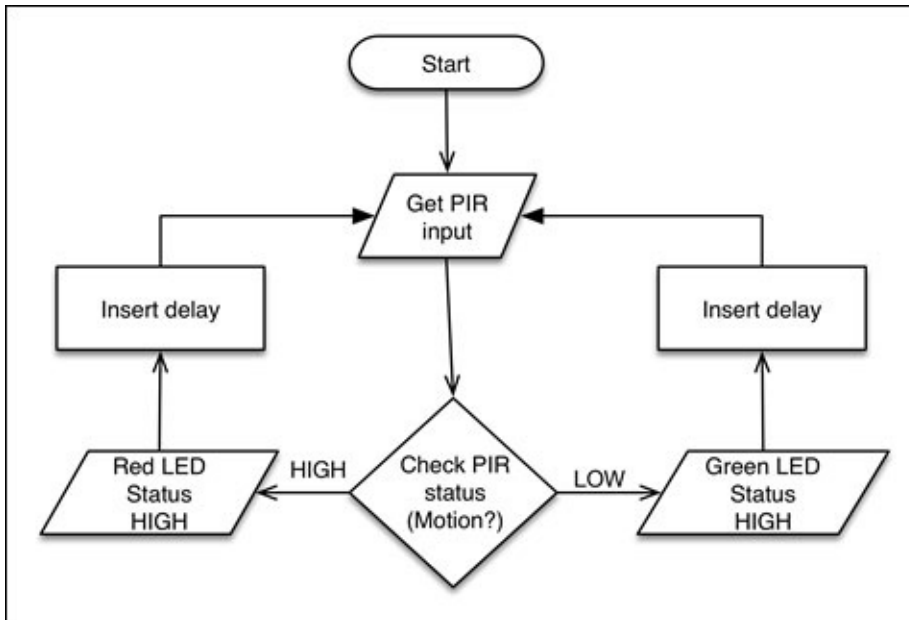 Start
Get PIR
input
Insert delay
Insert delay
Red LED
Status
HIGH
HIGH
Check PIR
status
(Motion?)
LOW
Green LED
Status
HIGH